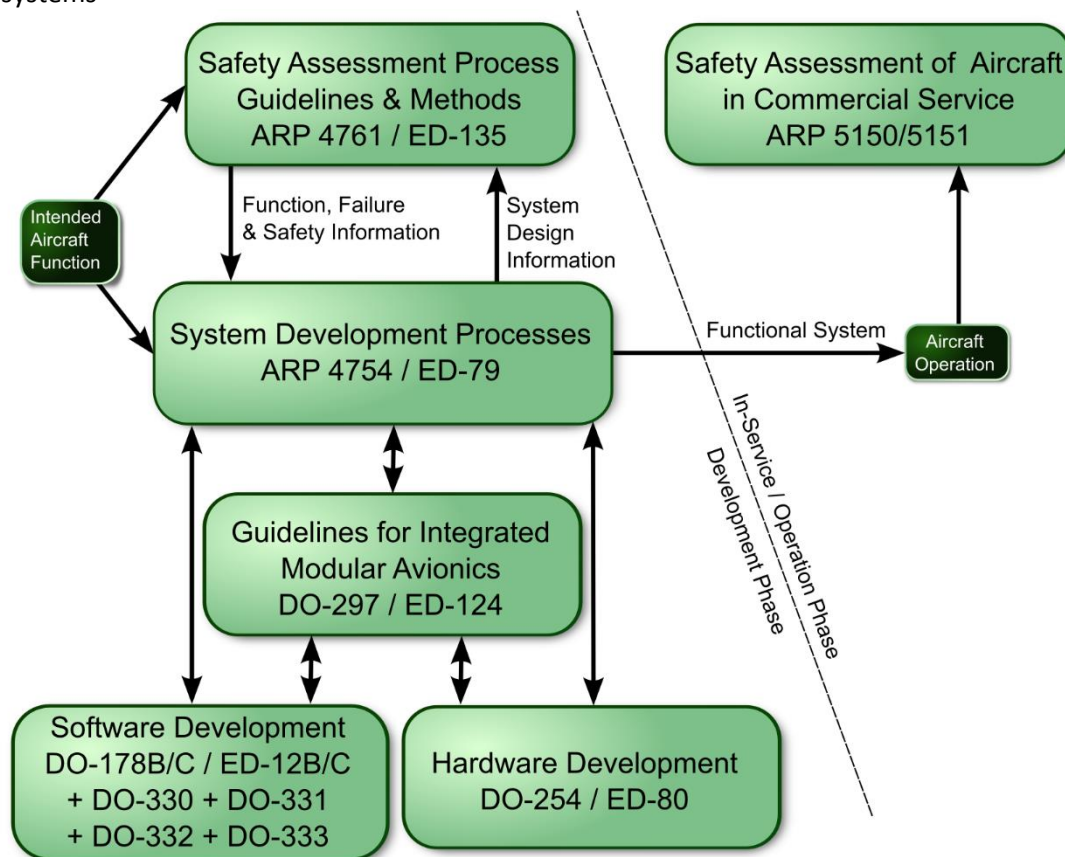 systems
Safety Assessment Process
Guidelines & Methods
ARP 4761 / ED-135
Safety Assessment of Aircraft
in Commercial Service
ARP 5150/5151
Intended
Aircraft
Function
Function, Failure
& Safety Information
System
Design
Information
System Development Processes
ARP 4754 / ED-79
Functional System
Aircraft
Operation
In-Service / Operation Phase
Development Phase
Guidelines for Integrated
Modular Avionics
DO-297 / ED-124
Software Development
DO-178B/C / ED-12B/C
+ DO-330 + DO-331
+ DO-332 + DO-333
Hardware Development
DO-254 / ED-80